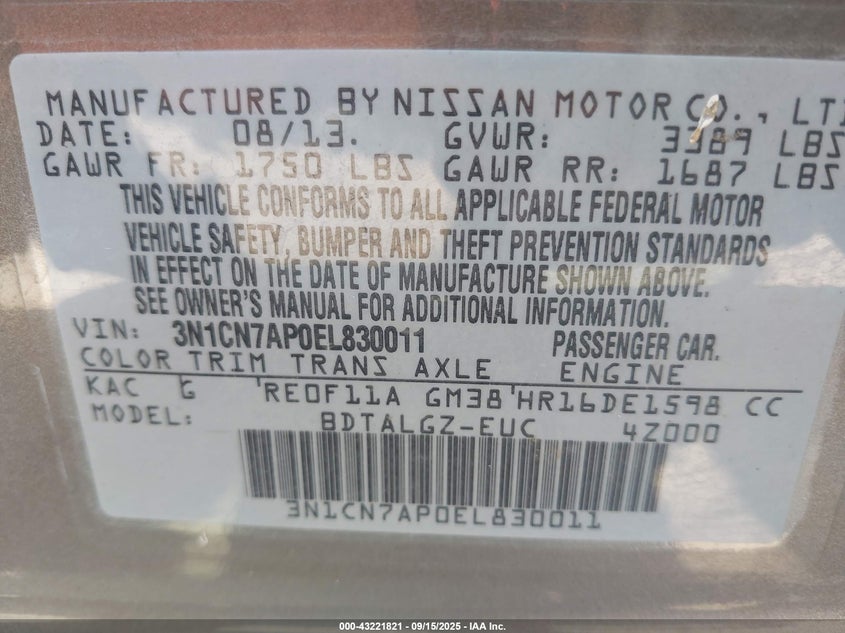 MANUFACTURED BY NISSAN MOTOR CO., LT
DATE: 08/13. GVWR: 3389 LBS
GAWR FR: 1750 LBS GAWR RR: 1687 LBS
THIS VEHICLE CONFORMS TO ALL APPLICABLE FEDERAL MOTOR
VEHICLE SAFETY, BUMPER AND THEFT PREVENTION STANDARDS
IN EFFECT ON THE DATE OF MANUFACTURE SHOWN ABOVE.
SEE OWNER'S MANUAL FOR ADDITIONAL INFORMATION.
VIN: 3N1CN7AP0EL830011 PASSENGER CAR.
COLOR TRIM TRANS AXLE ENGINE
KAC G RE0F11A GM38 HR16DE1598 CC
MODEL: BDTALGZ-EUC 4Z000
3N1CN7AP0EL830011
000-43221821 - 09/15/2025 - IAA Inc.